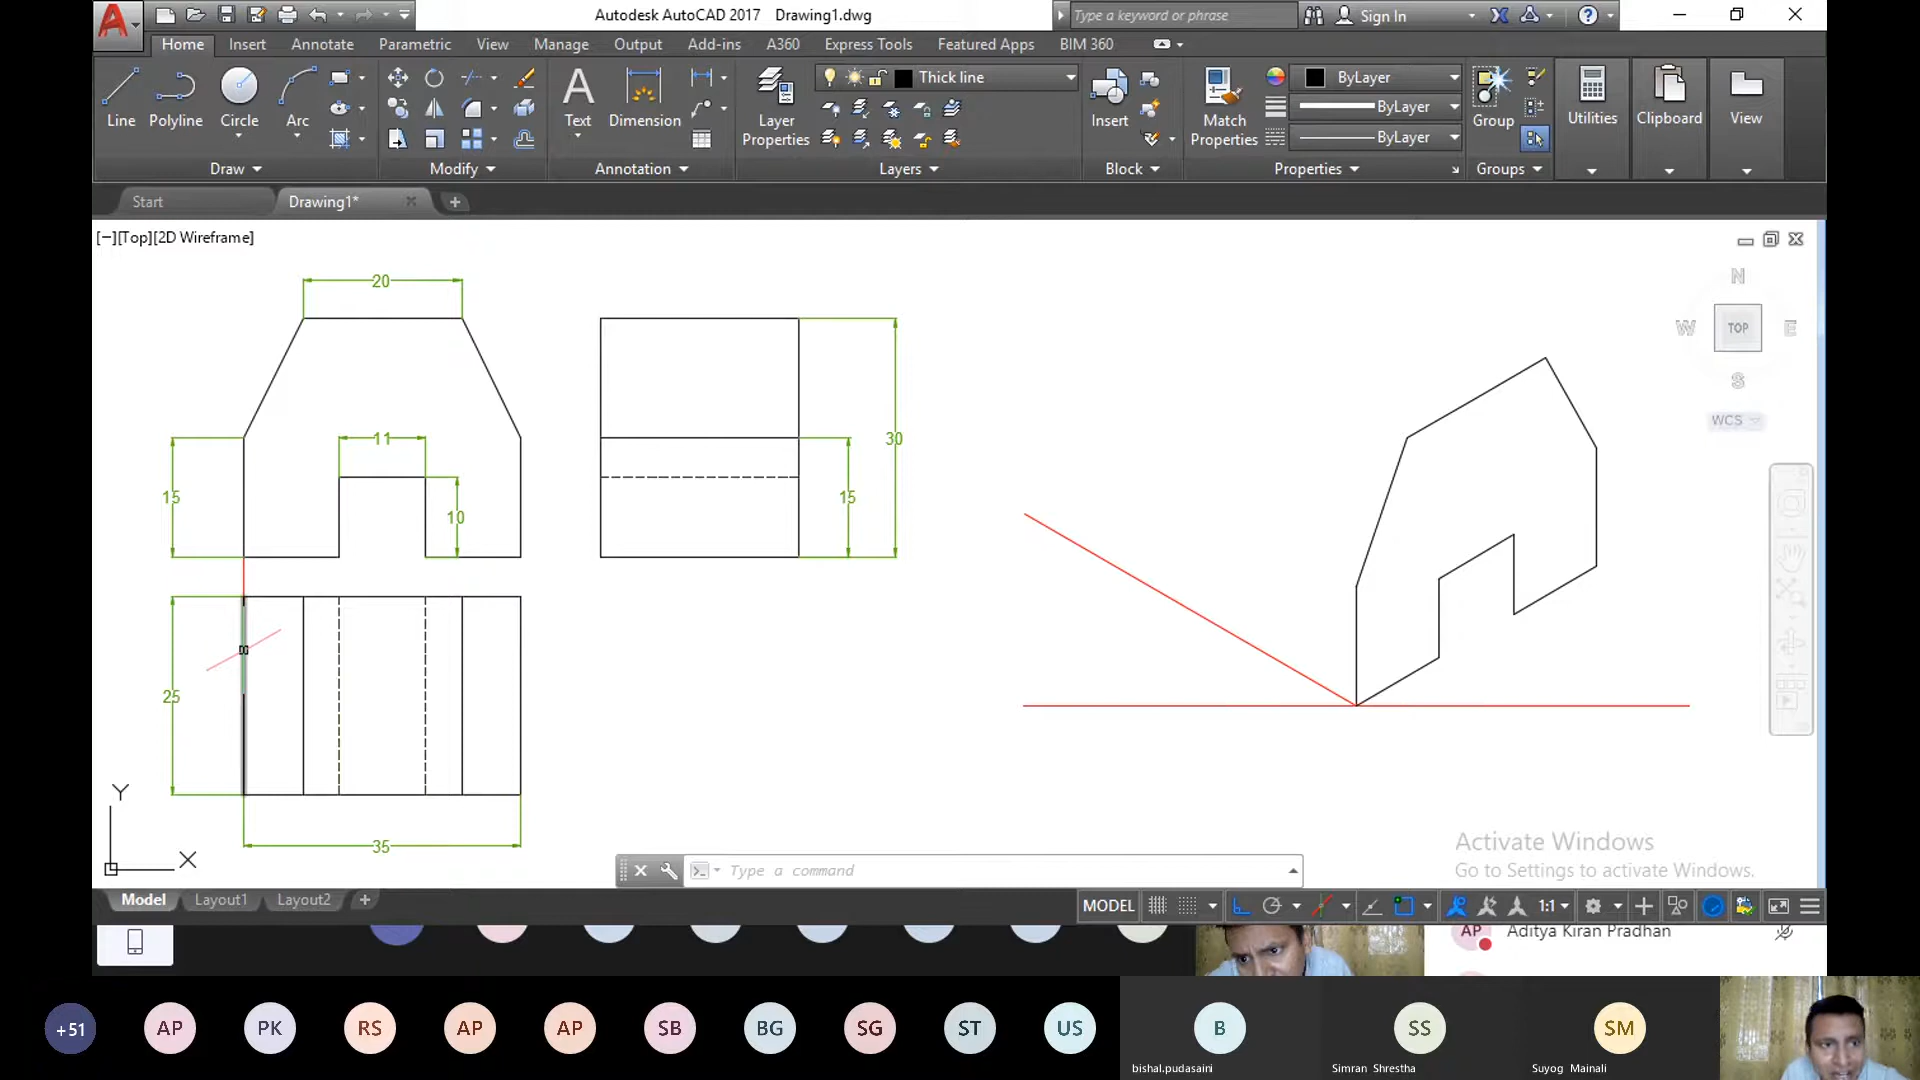 Autodesk AutoCAD 2017 Drawing1.dwg
Type a keyword or phrase
Sign In
Home Insert Annotate Parametric View Manage Output Add-ins A360 Express Tools Featured Apps BIM 360
Line Polyline Circle Arc
Text Dimension
Layer Properties
Thick line
Insert
Match Properties
ByLayer
ByLayer
ByLayer
Group
Utilities
Clipboard
View
Draw Modify Annotation Layers Block Properties Groups
Start Drawing1*
[−][Top][2D Wireframe]
N
W TOP E
S
WCS
20
11
15
10
30
15
25
35
Y
X
Activate Windows
Go to Settings to activate Windows.
Type a command
Model Layout1 Layout2
MODEL
1:1
AP Aditya Kiran Pradhan
+51 AP PK RS AP AP SB BG SG ST US B SS SM
bishal.pudasaini
Simran Shrestha
Suyog Mainali